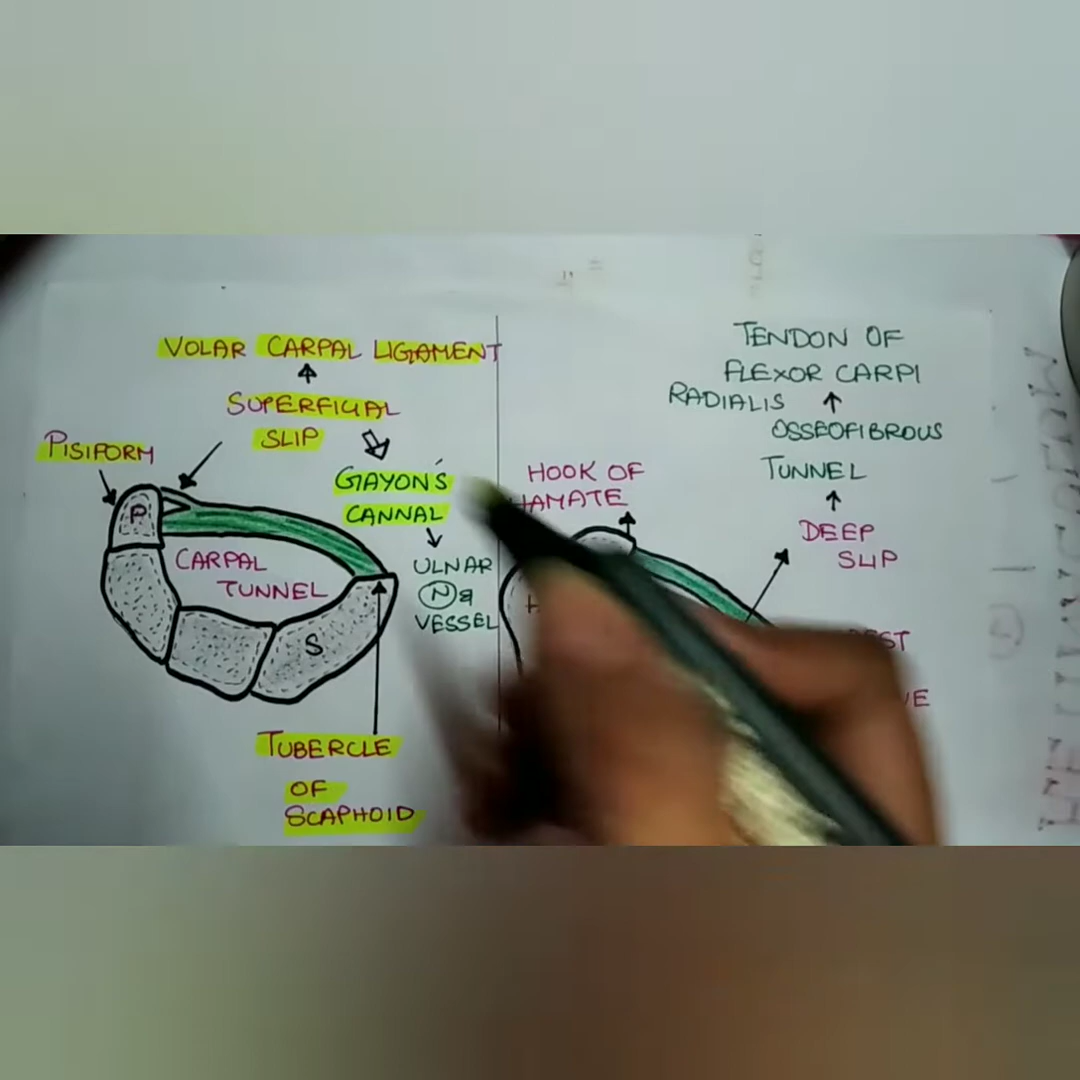 VOLAR CARPAL LIGAMENT
SUPERFICIAL
SLIP
PISIFORM
GAYON'S
CANNAL
ULNAR
N &
VESSEL
P
CARPAL
TUNNEL
S
TUBERCLE
OF
SCAPHOID
TENDON OF
FLEXOR CARPI
RADIALIS
OSSEOFIBROUS
TUNNEL
HOOK OF
HAMATE
DEEP
SLIP
H